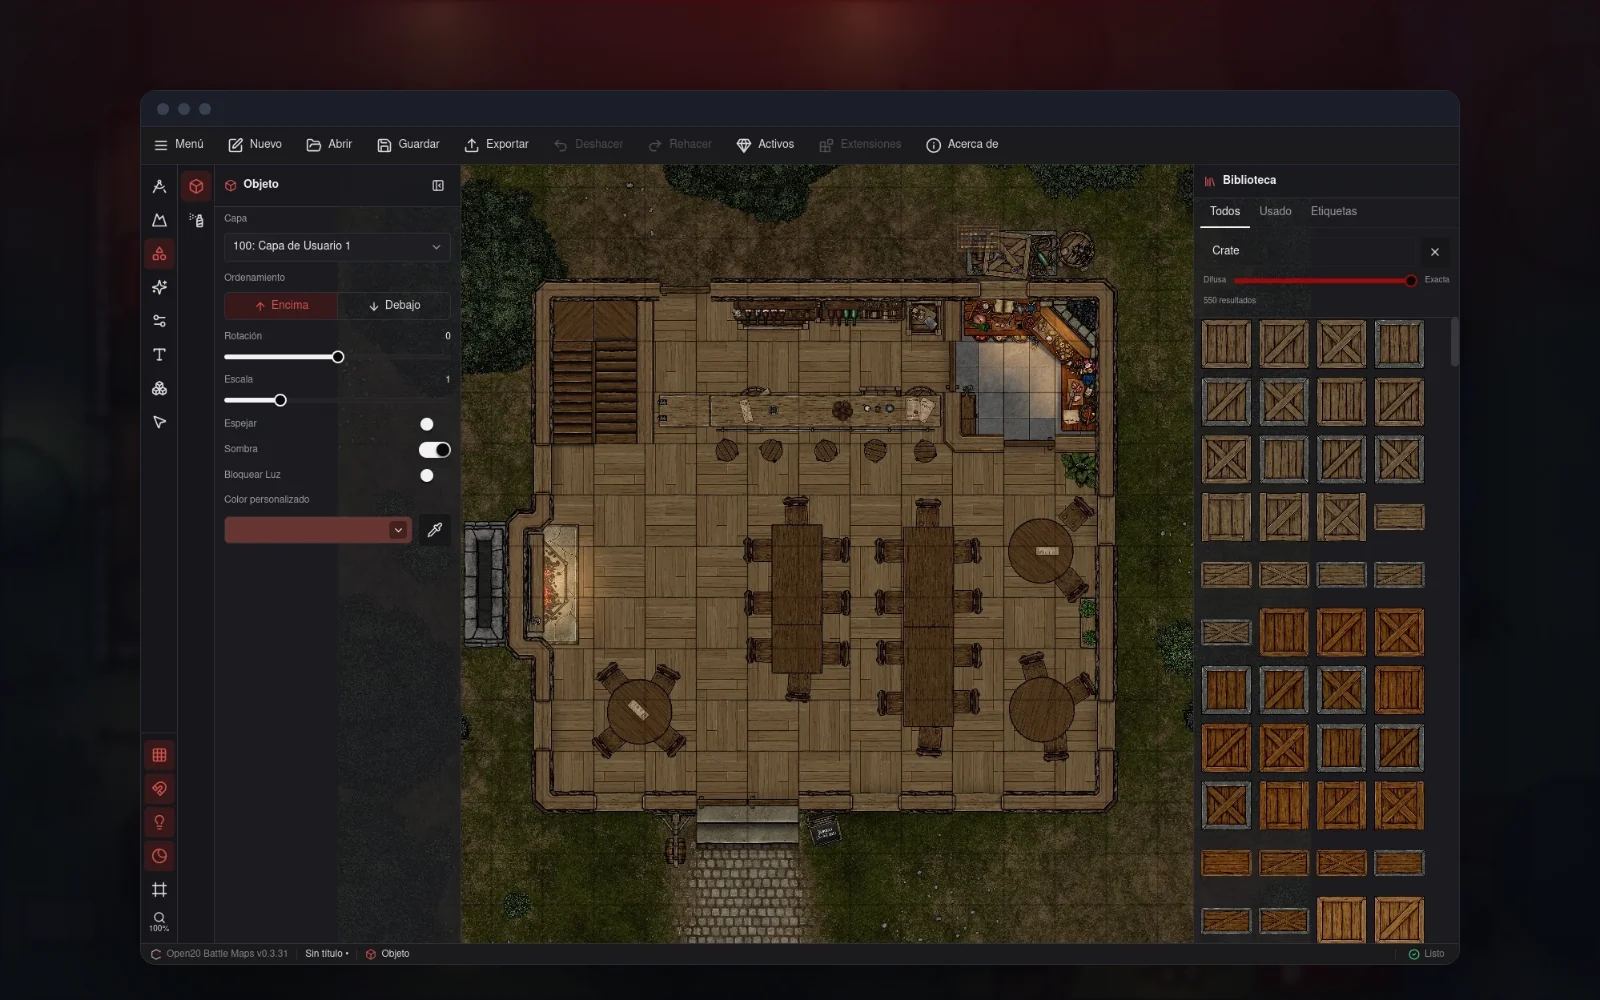 Menú Nuevo Abrir Guardar Exportar Deshacer Rehacer Activos Extensiones Acerca de
Objeto
Capa
100: Capa de Usuario 1
Ordenamiento
Encima Debajo
Rotación 0
Escala 1
Espejar
Sombra
Bloquear Luz
Color personalizado
Biblioteca
Todos Usado Etiquetas
Crate
Difusa Exacta
550 resultados
100%
Open20 Battle Maps v0.3.31 Sin título • Objeto Listo